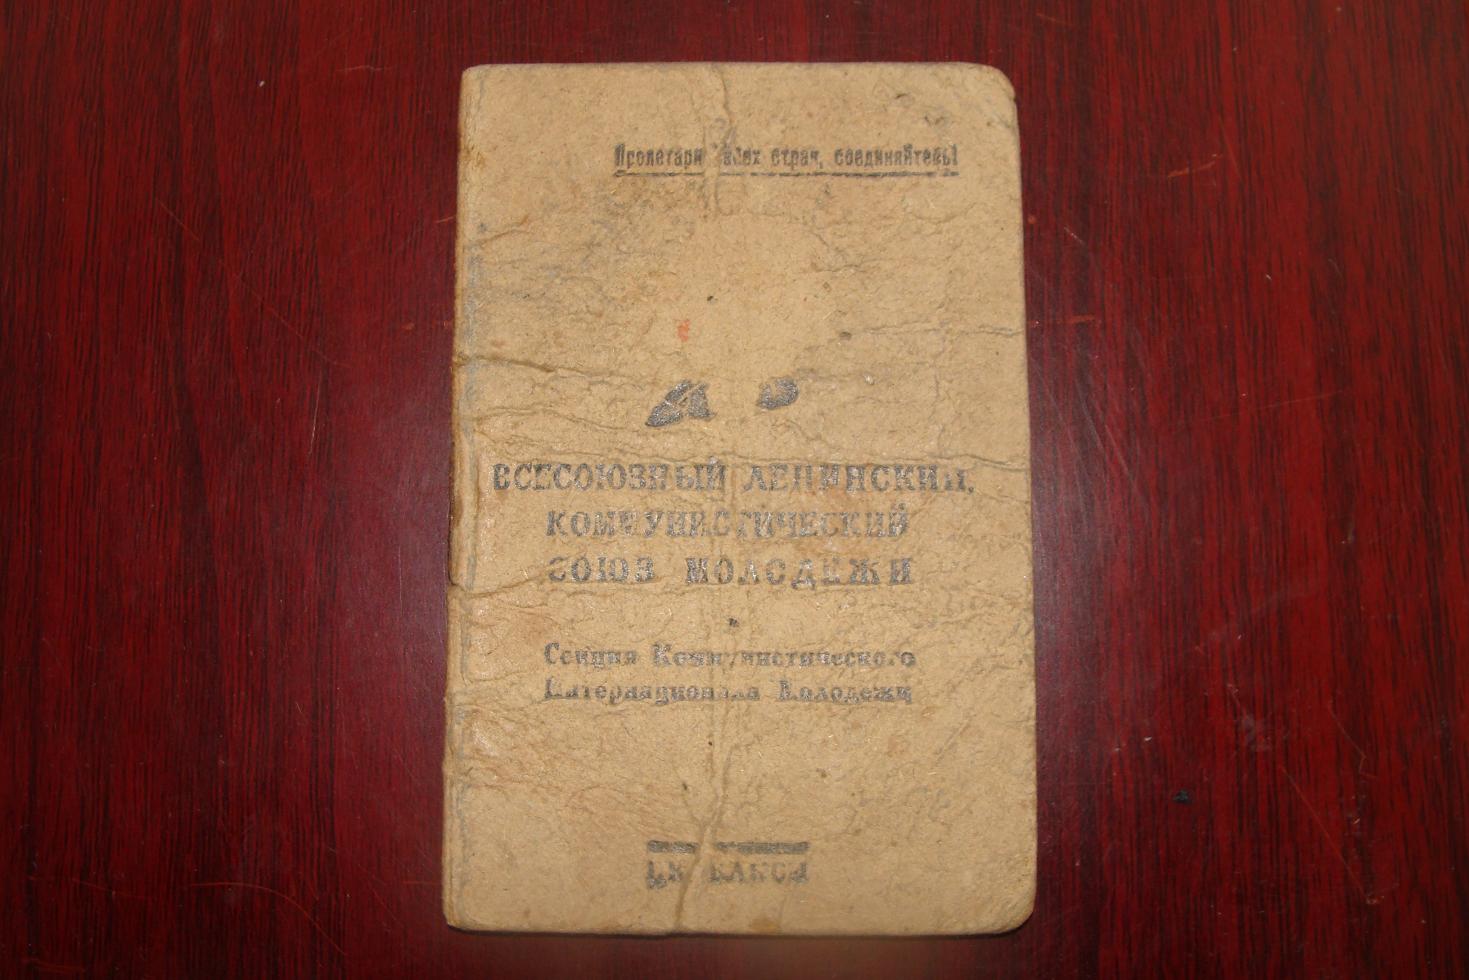 Пролетарии всех стран, соединяйтесь!
ВСЕСОЮЗНЫЙ ЛЕНИНСКИЙ
КОММУНИСТИЧЕСКИЙ
СОЮЗ МОЛОДЕЖИ
Секция Коммунистического
Интернационала Молодежи
ЦК ВЛКСМ